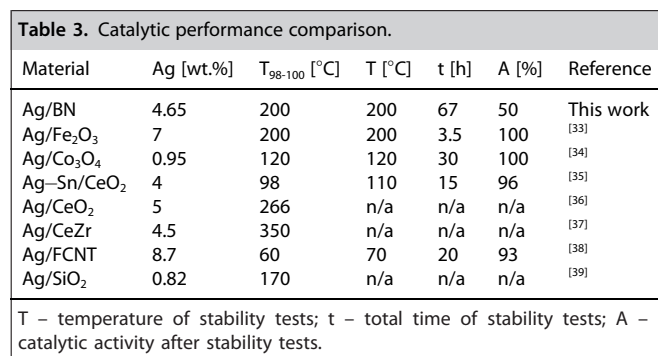 Table 3. Catalytic performance comparison.
Material Ag [wt.%] T98-100 [°C] T [°C] t [h] A [%] Reference
Ag/BN 4.65 200 200 67 50 This work
Ag/Fe2O3 7 200 200 3.5 100 [33]
Ag/Co3O4 0.95 120 120 30 100 [34]
Ag–Sn/CeO2 4 98 110 15 96 [35]
Ag/CeO2 5 266 n/a n/a n/a [36]
Ag/CeZr 4.5 350 n/a n/a n/a [37]
Ag/FCNT 8.7 60 70 20 93 [38]
Ag/SiO2 0.82 170 n/a n/a n/a [39]
T – temperature of stability tests; t – total time of stability tests; A –
catalytic activity after stability tests.